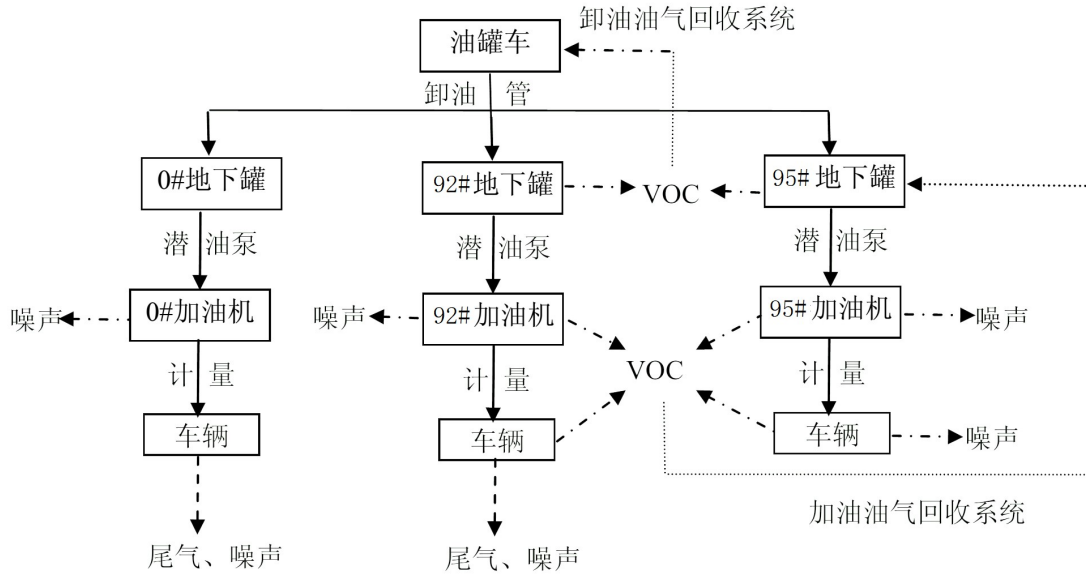 卸油油气回收系统
油罐车
卸油 管
0#地下罐
92#地下罐
VOC
95#地下罐
潜 油泵
潜 油泵
潜 油泵
噪声
0#加油机
噪声
92#加油机
95#加油机
噪声
VOC
计 量
计 量
计 量
车辆
车辆
车辆
噪声
加油油气回收系统
尾气、噪声
尾气、噪声